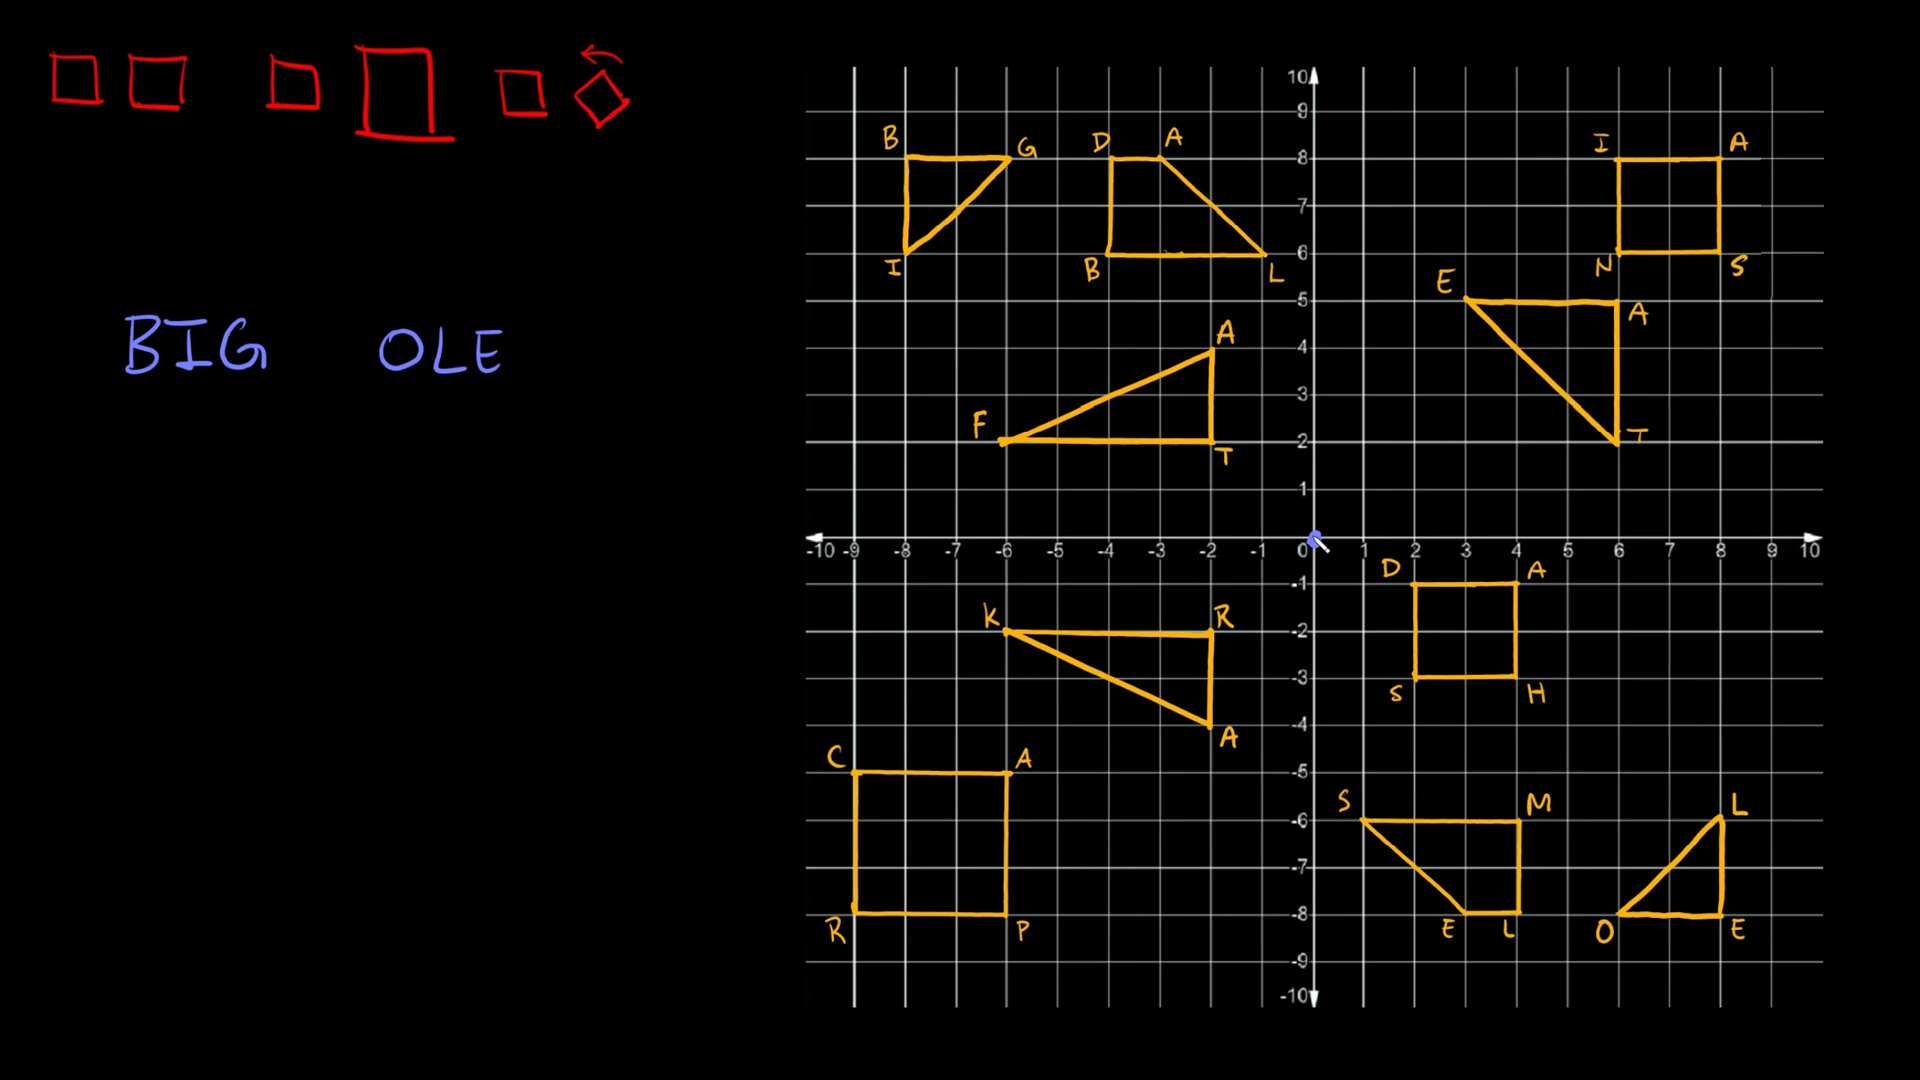 BIG OLE
10
9
B G D A 8 I A
7
I B L 6 N S
E 5 A
A 4
3
F T 2 T
1
-10 -9 -8 -7 -6 -5 -4 -3 -2 -1 0 1 2 3 4 5 6 7 8 9 10
D A
-1
K R -2
-3 S H
-4
A
C A -5
S M L
-6
-7
-8
R P E L O E
-9
-10